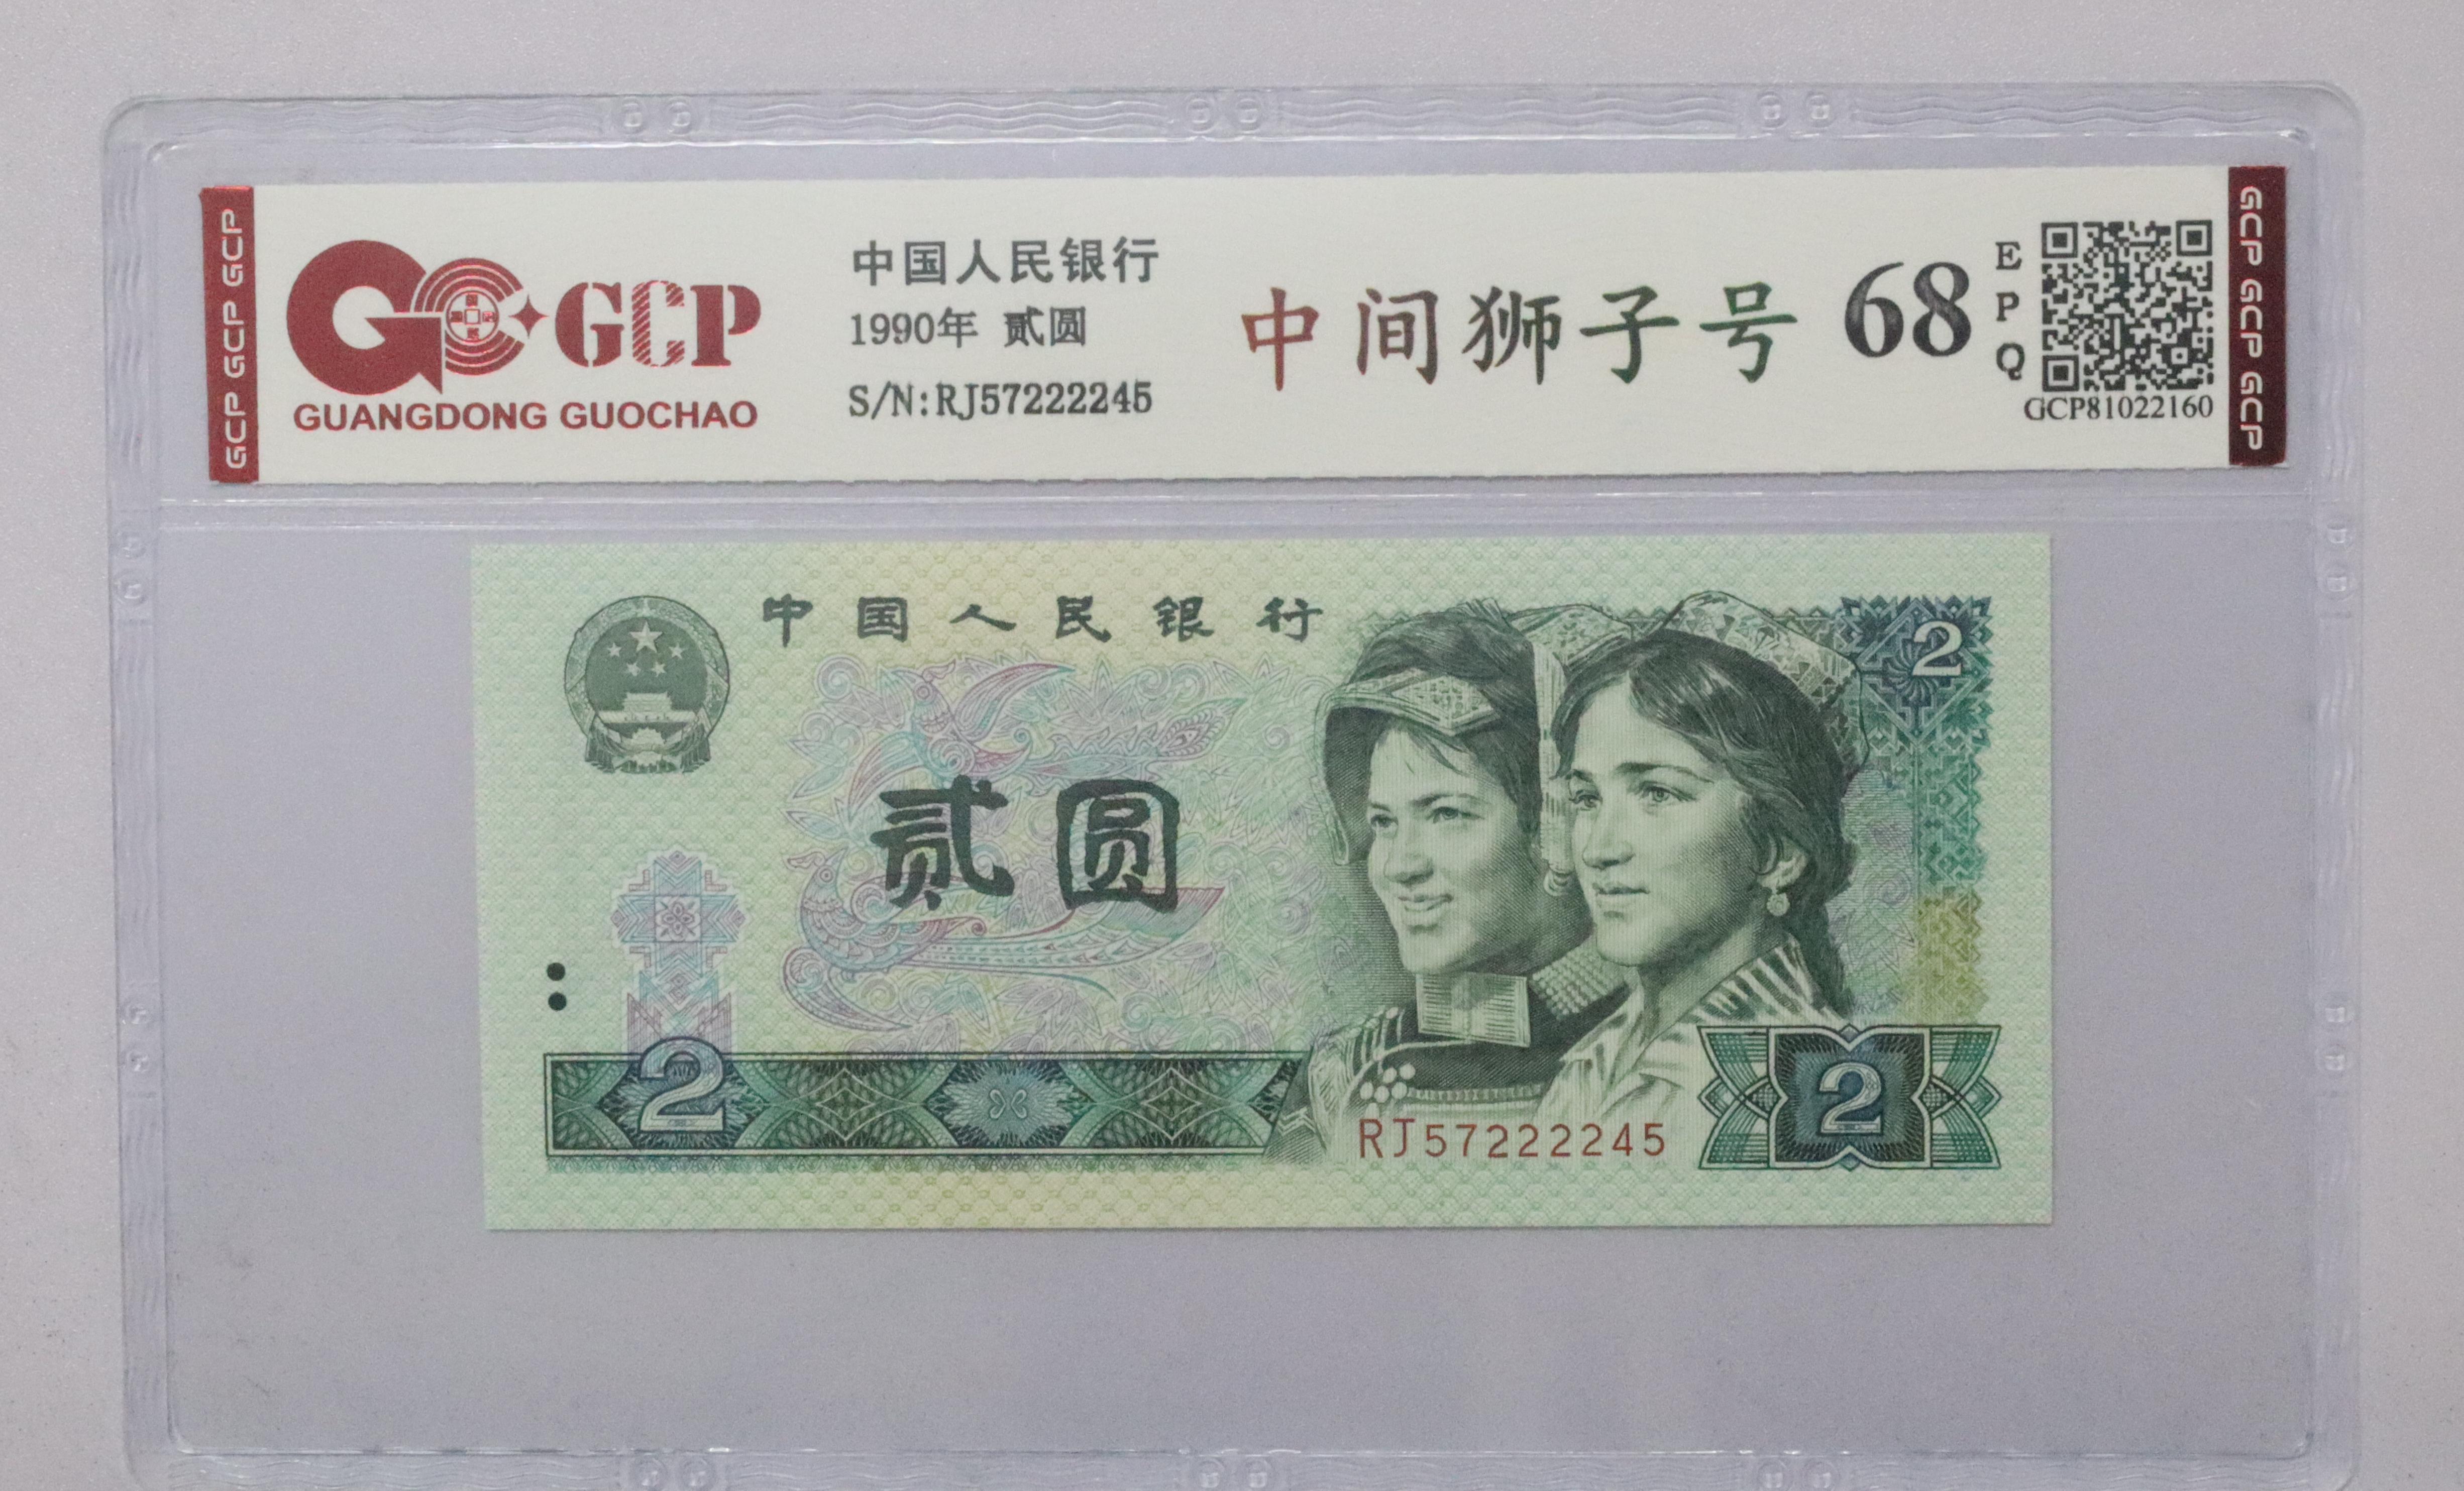 GCP GCP GCP
GCP
GUANGDONG GUOCHAO
中国人民银行
1990年 贰圆
S/N:RJ57222245
中间狮子号
68
EPQ
GCP81022160
GCP GCP GCP
中国人民银行
2
贰圆
2
RJ57222245
2